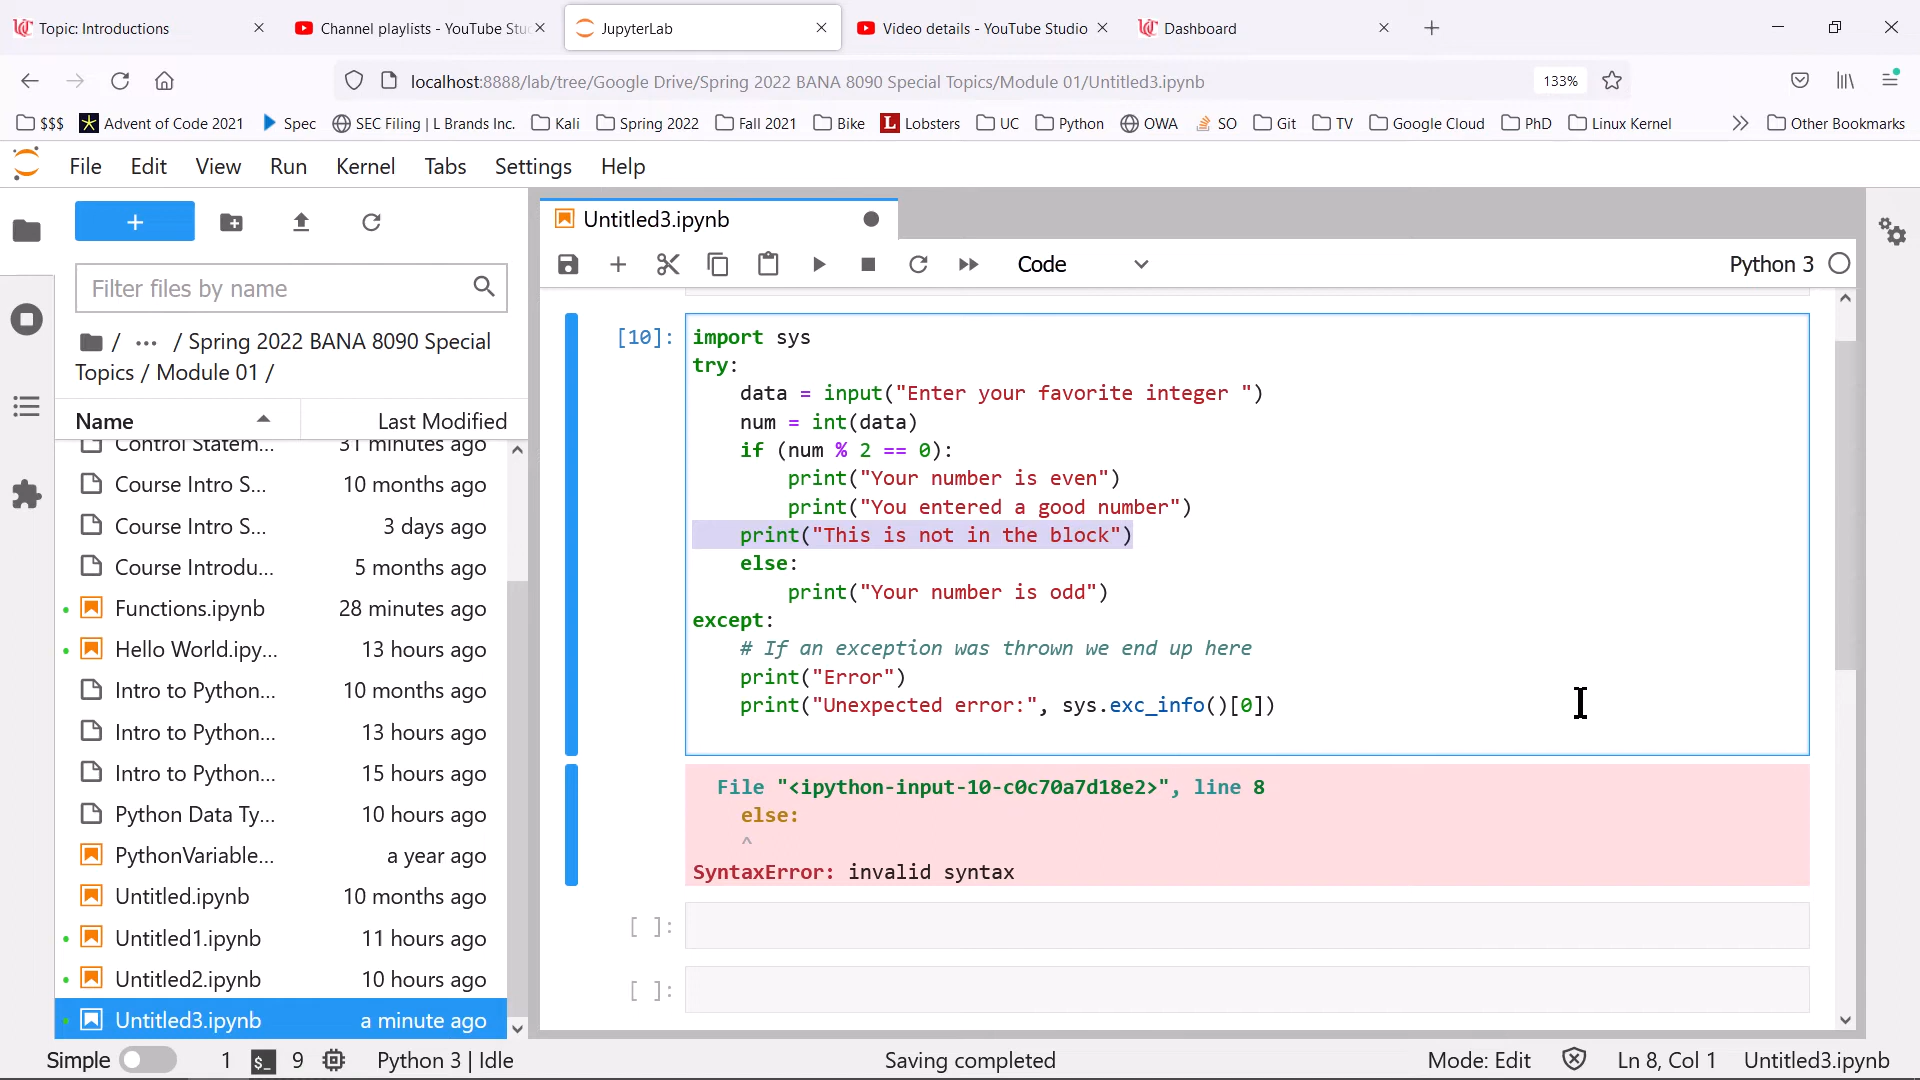 Topic: Introductions
Channel playlists - YouTube Stu
JupyterLab
Video details - YouTube Studio
Dashboard
localhost:8888/lab/tree/Google Drive/Spring 2022 BANA 8090 Special Topics/Module 01/Untitled3.ipynb
133%
$$$
Advent of Code 2021
Spec
SEC Filing | L Brands Inc.
Kali
Spring 2022
Fall 2021
Bike
L Lobsters
UC
Python
OWA
SO
Git
TV
Google Cloud
PhD
Linux Kernel
Other Bookmarks
File Edit View Run Kernel Tabs Settings Help
Filter files by name
/ ··· / Spring 2022 BANA 8090 Special
Topics / Module 01 /
Name Last Modified
Control Statem... 31 minutes ago
Course Intro S... 10 months ago
Course Intro S... 3 days ago
Course Introdu... 5 months ago
Functions.ipynb 28 minutes ago
Hello World.ipy... 13 hours ago
Intro to Python... 10 months ago
Intro to Python... 13 hours ago
Intro to Python... 15 hours ago
Python Data Ty... 10 hours ago
PythonVariable... a year ago
Untitled.ipynb 10 months ago
Untitled1.ipynb 11 hours ago
Untitled2.ipynb 10 hours ago
Untitled3.ipynb a minute ago
Untitled3.ipynb
Code
Python 3
[10]: import sys
try:
data = input("Enter your favorite integer ")
num = int(data)
if (num % 2 == 0):
print("Your number is even")
print("You entered a good number")
print("This is not in the block")
else:
print("Your number is odd")
except:
# If an exception was thrown we end up here
print("Error")
print("Unexpected error:", sys.exc_info()[0])
File "<ipython-input-10-c0c70a7d18e2>", line 8
else:
^
SyntaxError: invalid syntax
[ ]:
[ ]:
Simple 1 $_ 9 Python 3 | Idle Saving completed Mode: Edit Ln 8, Col 1 Untitled3.ipynb